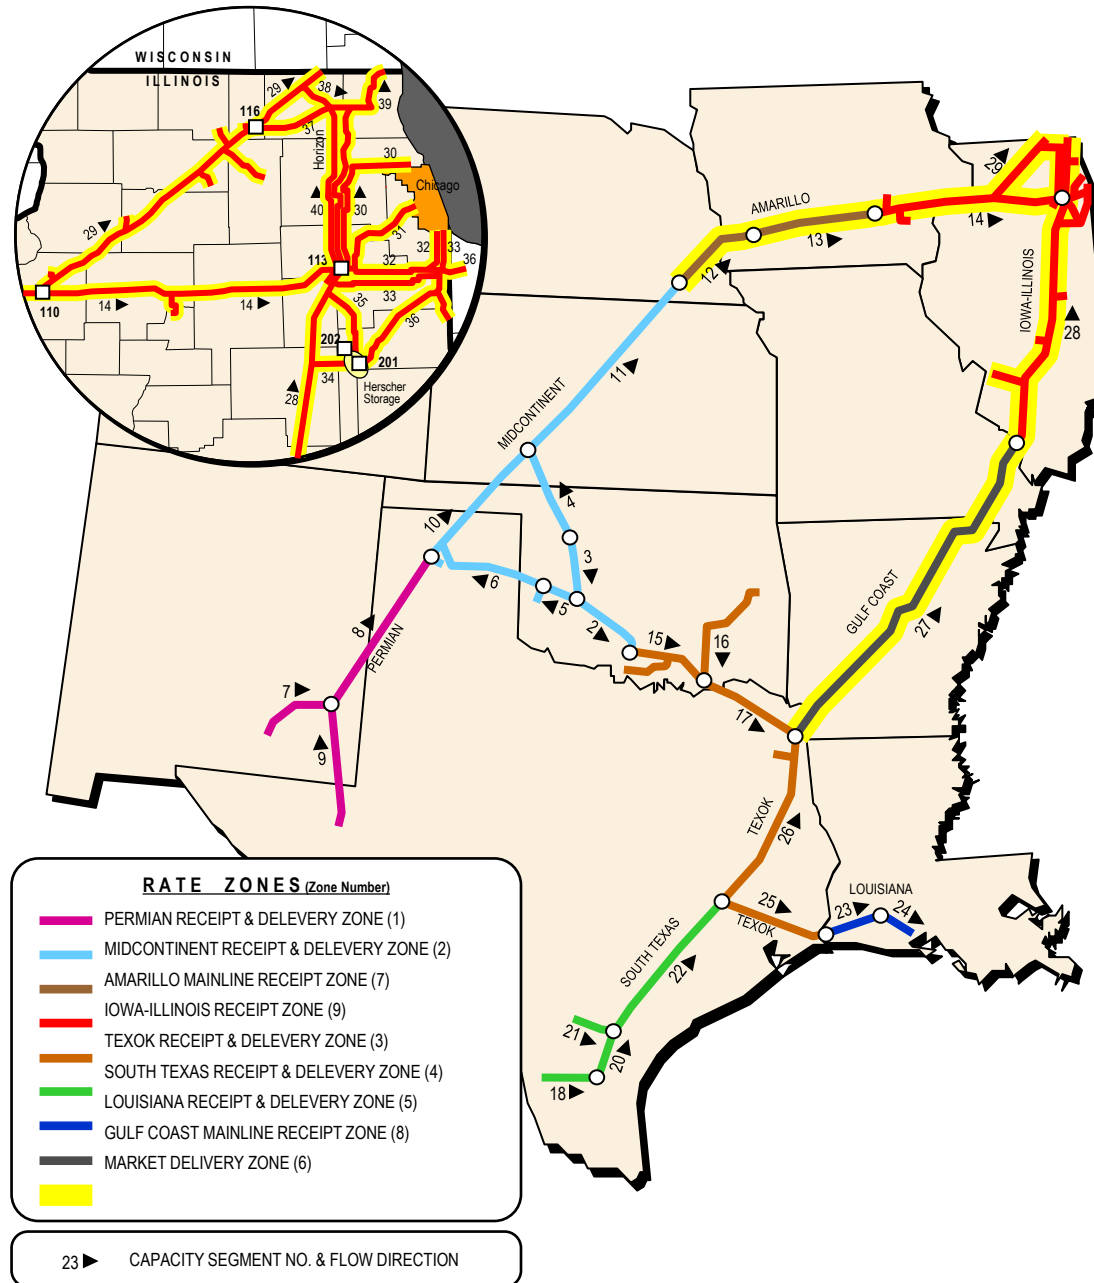 WISCONSIN
ILLINOIS
29
38
39
116
37
Horizon
30
Chicago
40
30
31
29
32
33
113
32
36
33
110
14
14
35
36
202
201
34
28
Herscher
Storage
AMARILLO
29
14
13
12
IOWA-ILLINOIS
28
11
MIDCONTINENT
4
10
3
6
5
GULF COAST
27
2
15
16
8
PERMIAN
7
17
9
TEXOK
26
LOUISIANA
25
23
24
TEXOK
SOUTH TEXAS
22
21
20
18
RATE ZONES (Zone Number)
PERMIAN RECEIPT & DELEVERY ZONE (1)
MIDCONTINENT RECEIPT & DELEVERY ZONE (2)
AMARILLO MAINLINE RECEIPT ZONE (7)
IOWA-ILLINOIS RECEIPT ZONE (9)
TEXOK RECEIPT & DELEVERY ZONE (3)
SOUTH TEXAS RECEIPT & DELEVERY ZONE (4)
LOUISIANA RECEIPT & DELEVERY ZONE (5)
GULF COAST MAINLINE RECEIPT ZONE (8)
MARKET DELIVERY ZONE (6)
23 CAPACITY SEGMENT NO. & FLOW DIRECTION